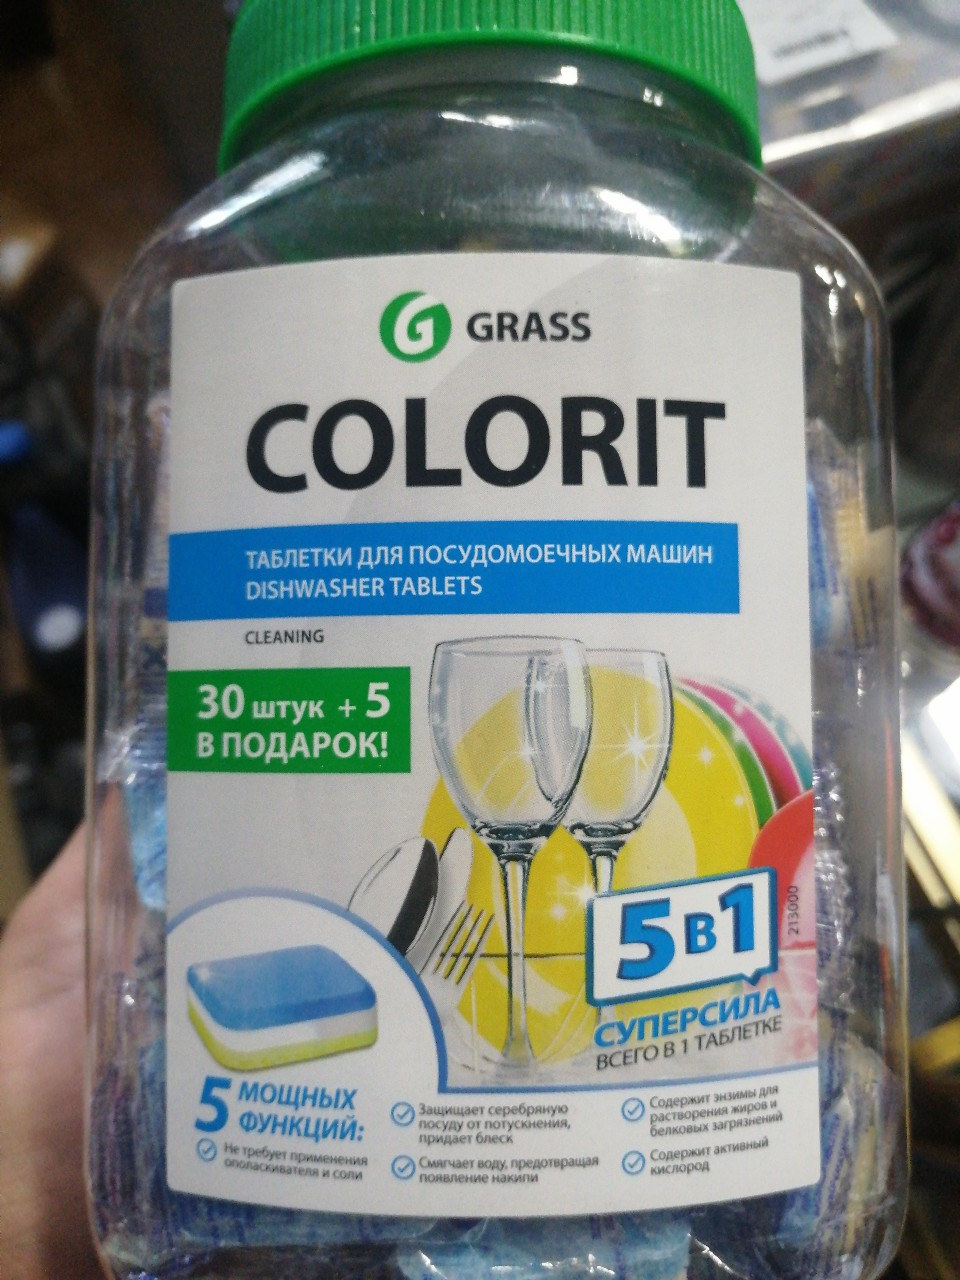 GRASS
COLORIT
ТАБЛЕТКИ ДЛЯ ПОСУДОМОЕЧНЫХ МАШИН
DISHWASHER TABLETS
CLEANING
30 штук + 5
В ПОДАРОК!
5 В 1
213000
СУПЕРСИЛА
ВСЕГО В 1 ТАБЛЕТКЕ
5 МОЩНЫХ
ФУНКЦИЙ:
Не требует применения
ополаскивателя и соли
Защищает серебряную
посуду от потускнения,
придает блеск
Смягчает воду, предотвращая
появление накипи
Содержит энзимы для
растворения жиров и
белковых загрязнений
Содержит активный
кислород